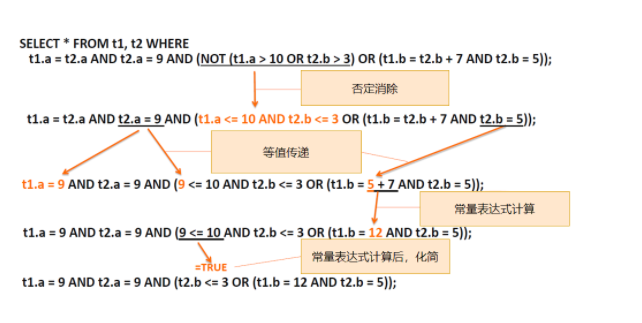 SELECT * FROM t1, t2 WHERE
t1.a = t2.a AND t2.a = 9 AND (NOT (t1.a > 10 OR t2.b > 3) OR (t1.b = t2.b + 7 AND t2.b = 5));
否定消除
t1.a = t2.a AND t2.a = 9 AND (t1.a <= 10 AND t2.b <= 3 OR (t1.b = t2.b + 7 AND t2.b = 5));
等值传递
t1.a = 9 AND t2.a = 9 AND (9 <= 10 AND t2.b <= 3 OR (t1.b = 5 + 7 AND t2.b = 5));
常量表达式计算
t1.a = 9 AND t2.a = 9 AND (9 <= 10 AND t2.b <= 3 OR (t1.b = 12 AND t2.b = 5));
常量表达式计算后，化简
=TRUE
t1.a = 9 AND t2.a = 9 AND (t2.b <= 3 OR (t1.b = 12 AND t2.b = 5));